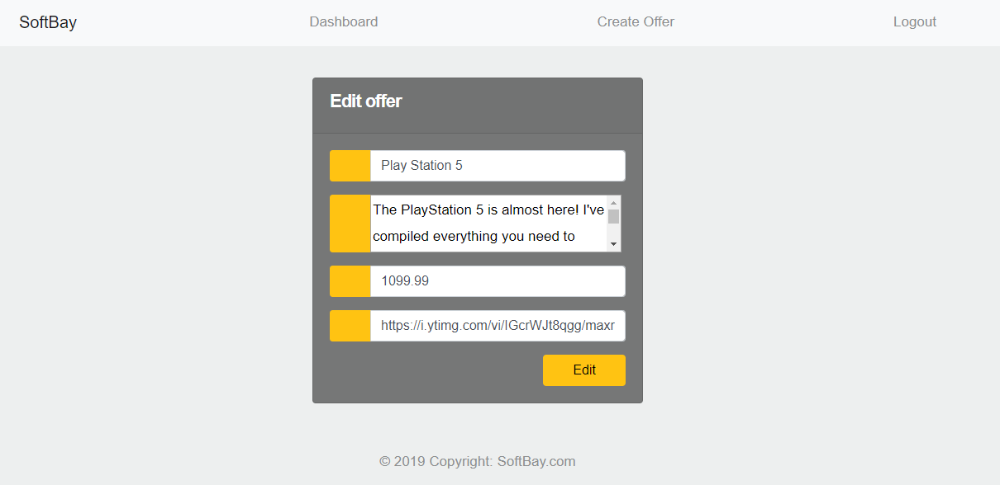 SoftBay Dashboard Create Offer Logout
Edit offer
Play Station 5
The PlayStation 5 is almost here! I've
compiled everything you need to
1099.99
https://i.ytimg.com/vi/IGcrWJt8qgg/maxr
Edit
© 2019 Copyright: SoftBay.com